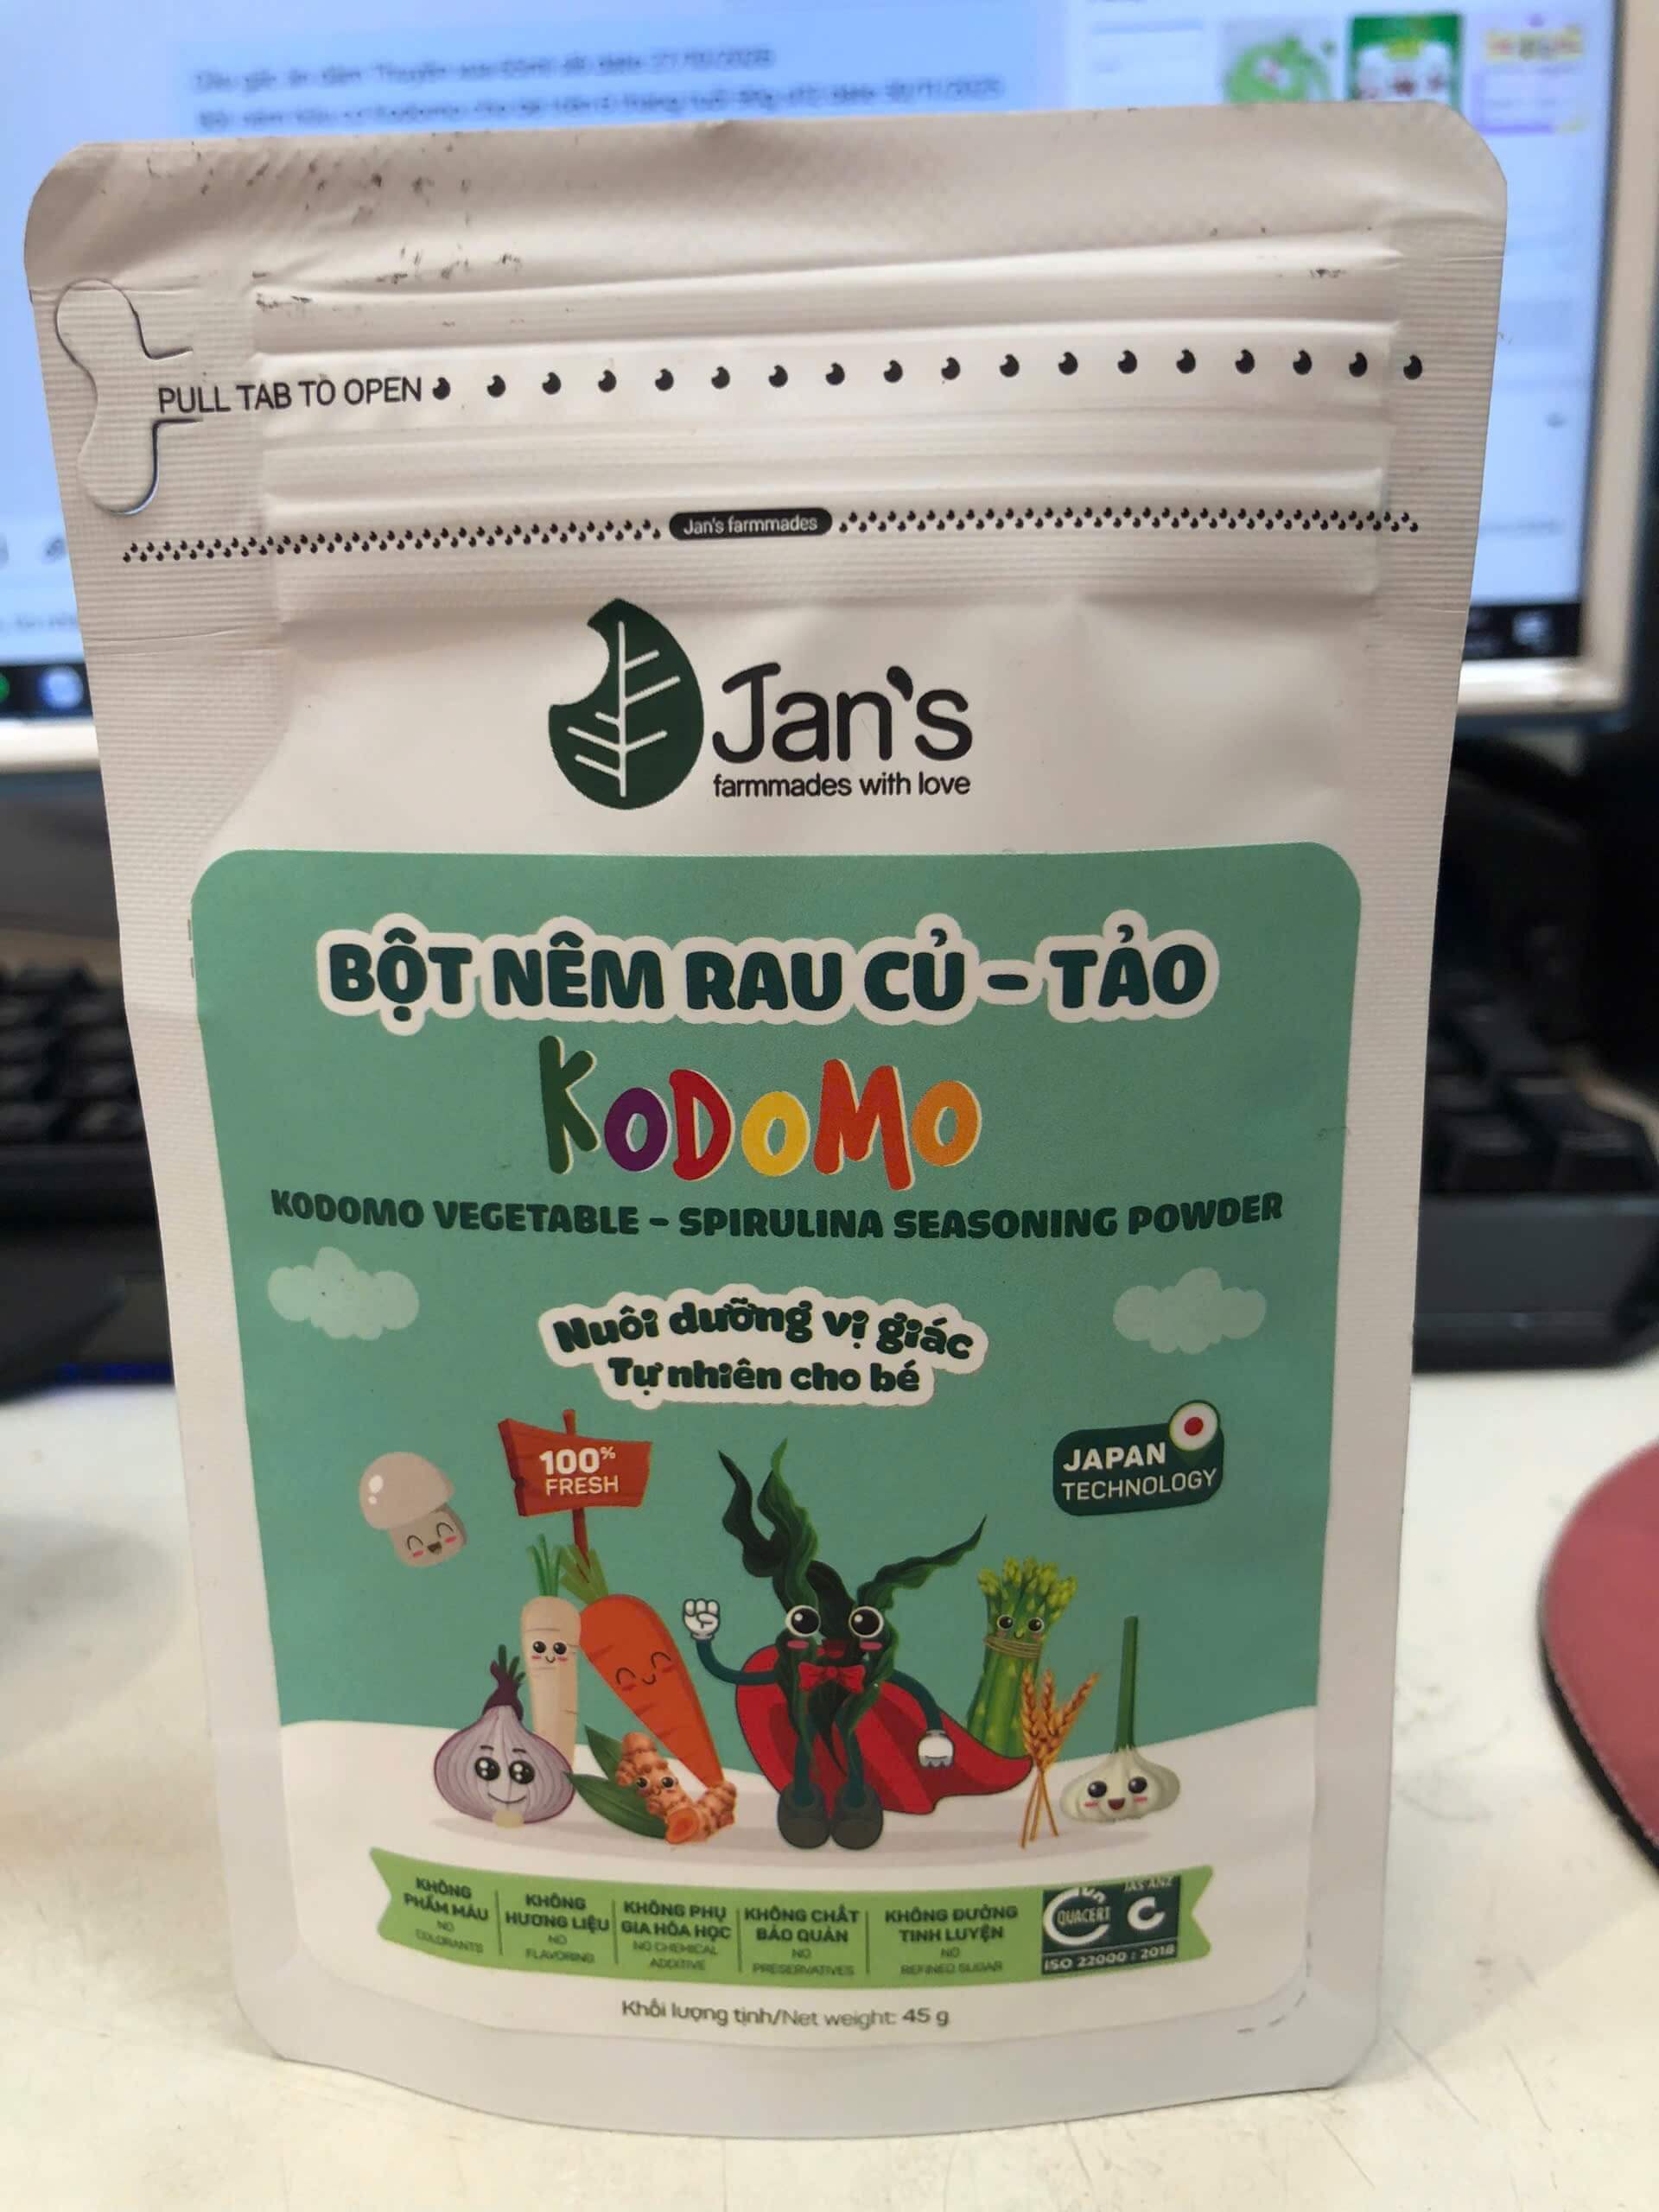 PULL TAB TO OPEN
Jan's farmmades
Jan's
farmmades with love
BỘT NÊM RAU CỦ - TẢO
KODOMO
KODOMO VEGETABLE - SPIRULINA SEASONING POWDER
Nuôi dưỡng vị giác
Tự nhiên cho bé
100%
FRESH
JAPAN
TECHNOLOGY
KHÔNG
PHẨM MÀU
NO
COLORANTS
KHÔNG
HƯƠNG LIỆU
NO
FLAVORING
KHÔNG PHỤ
GIA HÓA HỌC
NO CHEMICAL
ADDITIVE
KHÔNG CHẤT
BẢO QUẢN
NO
PRESERVATIVES
KHÔNG ĐƯỜNG
TINH LUYỆN
NO
REFINED SUGAR
JAS-ANZ
QUACERT
C
ISO 22000 : 2018
Khối lượng tịnh/Net weight: 45 g